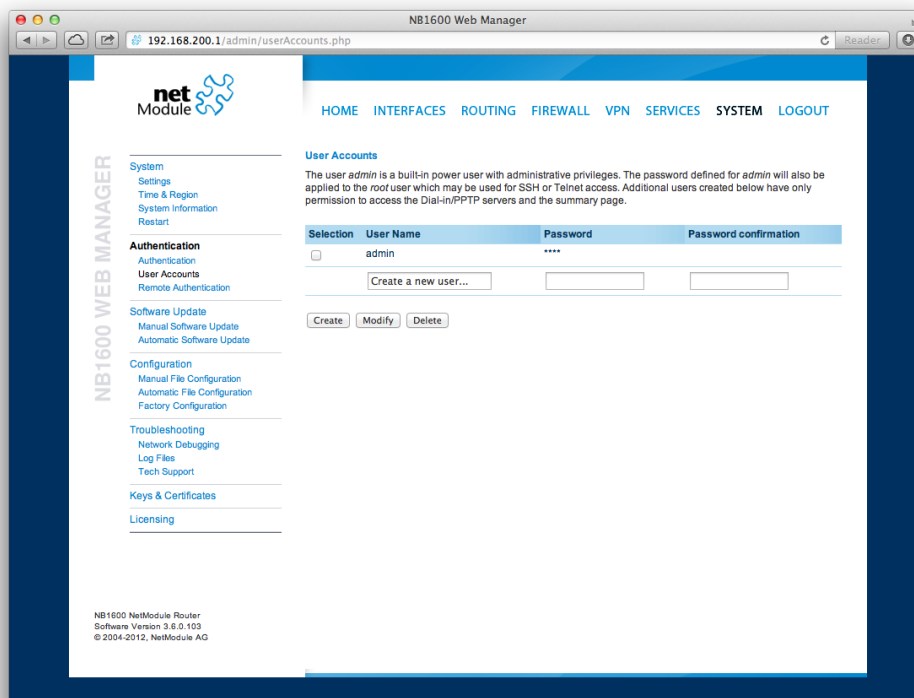 NB1600 Web Manager
192.168.200.1/admin/userAccounts.php
Reader
net
Module
HOME INTERFACES ROUTING FIREWALL VPN SERVICES SYSTEM LOGOUT
NB1600 WEB MANAGER
System
Settings
Time & Region
System Information
Restart
Authentication
Authentication
User Accounts
Remote Authentication
Software Update
Manual Software Update
Automatic Software Update
Configuration
Manual File Configuration
Automatic File Configuration
Factory Configuration
Troubleshooting
Network Debugging
Log Files
Tech Support
Keys & Certificates
Licensing
User Accounts
The user admin is a built-in power user with administrative privileges. The password defined for admin will also be
applied to the root user which may be used for SSH or Telnet access. Additional users created below have only
permission to access the Dial-in/PPTP servers and the summary page.
Selection User Name Password Password confirmation
admin ****
Create a new user...
Create Modify Delete
NB1600 NetModule Router
Software Version 3.6.0.103
© 2004-2012, NetModule AG